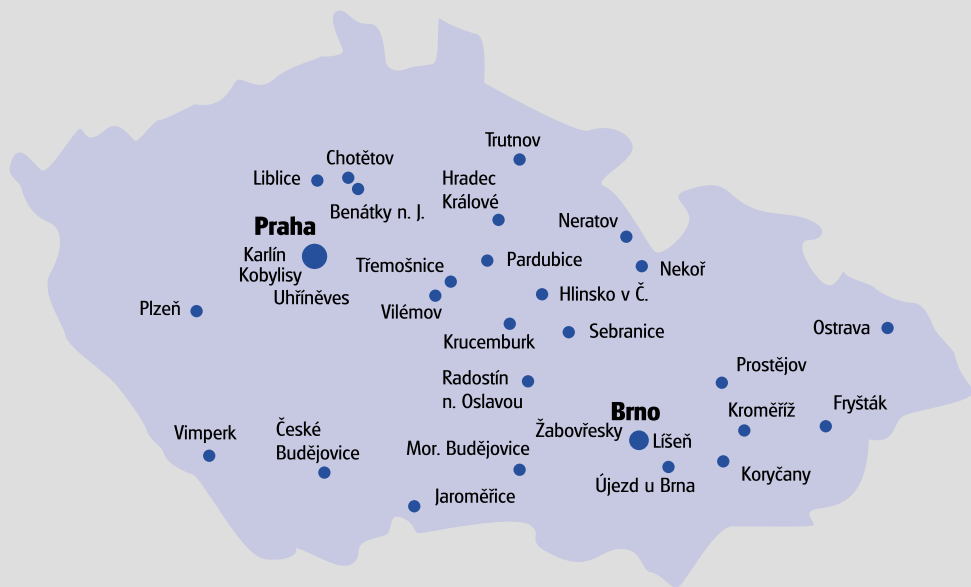 Trutnov
Chotětov
Liblice
Hradec
Králové
Benátky n. J.
Neratov
Praha
Karlín
Kobylisy
Třemošnice
Pardubice
Nekoř
Uhříněves
Hlinsko v Č.
Plzeň
Vilémov
Krucemburk
Sebranice
Ostrava
Prostějov
Radostín
n. Oslavou
Fryšták
Brno
Kroměříž
České
Budějovice
Vimperk
Žabovřesky
Líšeň
Mor. Budějovice
Koryčany
Újezd u Brna
Jaroměřice